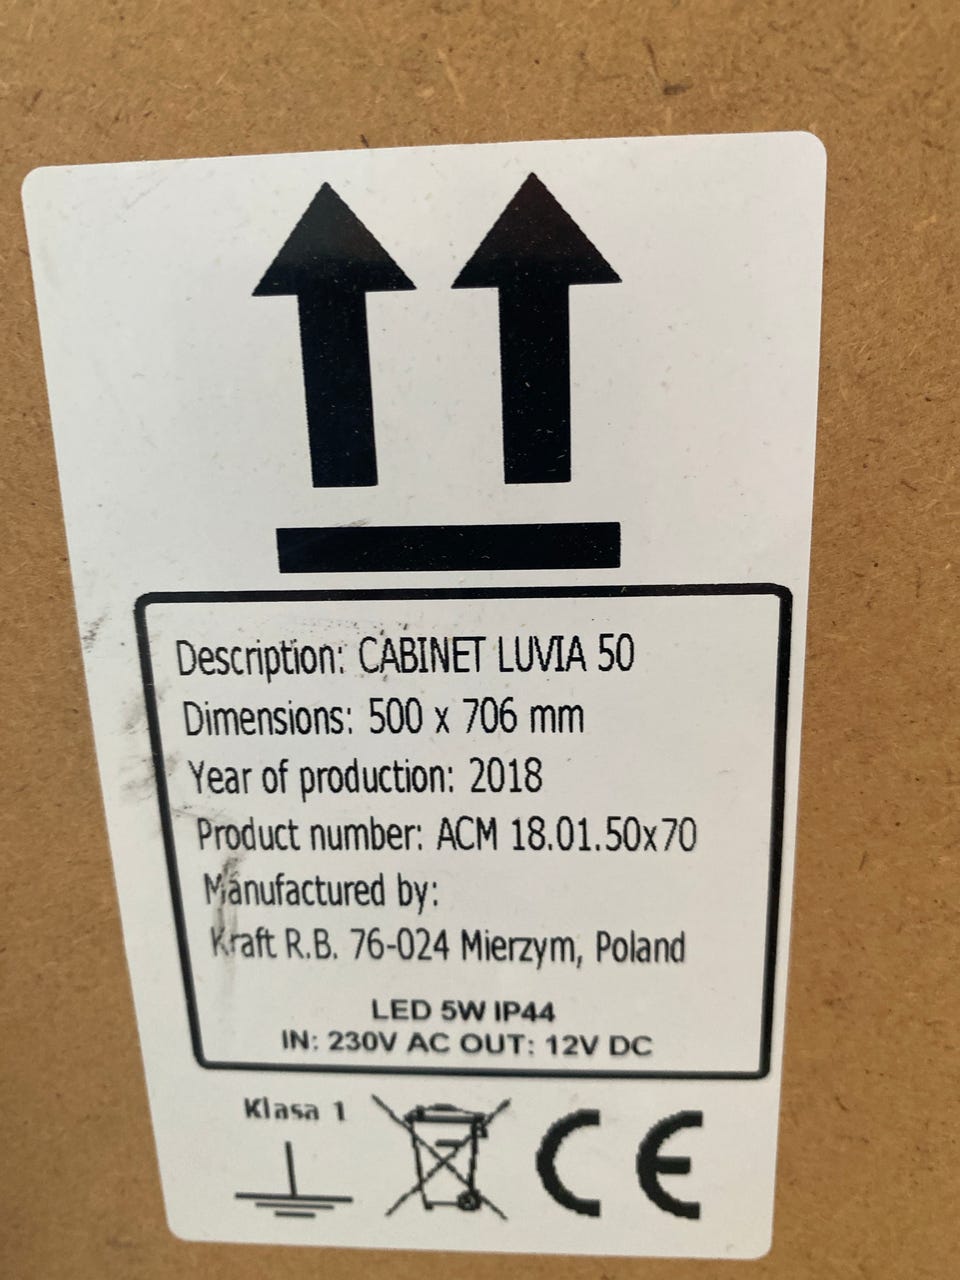 Description: CABINET LUVIA 50
Dimensions: 500 x 706 mm
Year of production: 2018
Product number: ACM 18.01.50x70
Manufactured by:
Kraft R.B. 76-024 Mierzym, Poland
LED 5W IP44
IN: 230V AC OUT: 12V DC
Klasa 1
CE